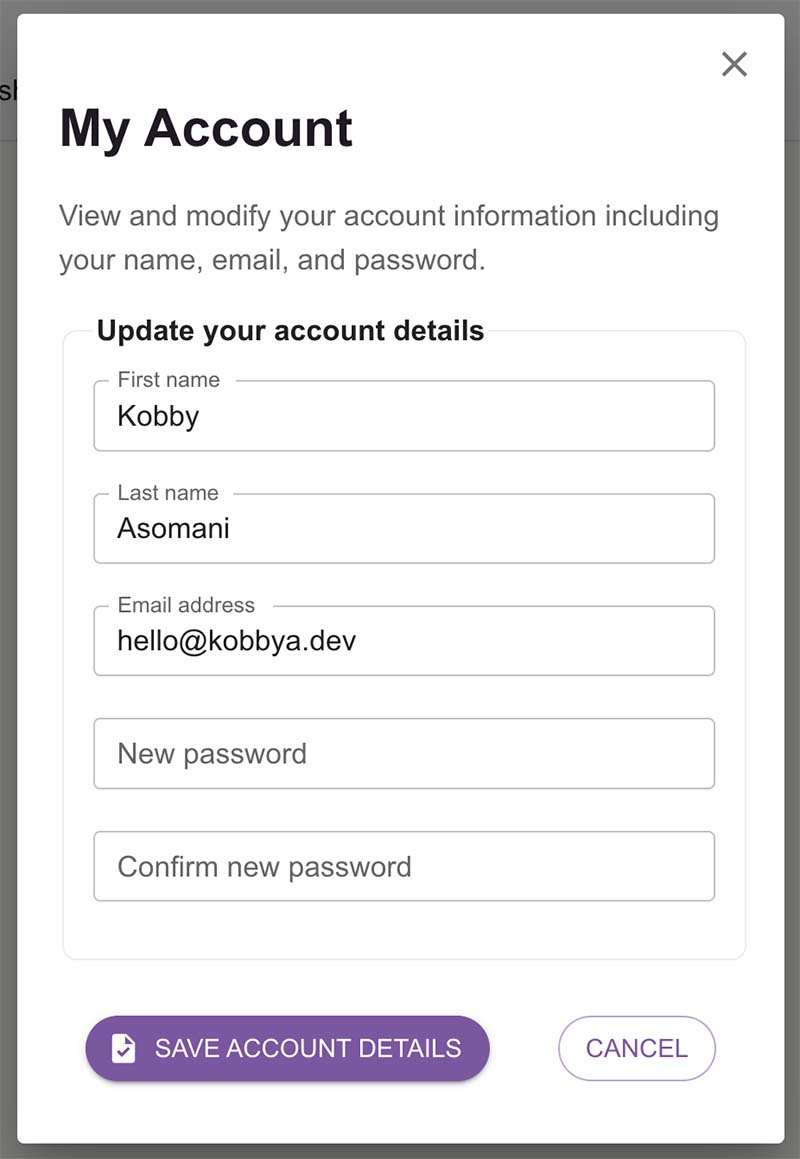 My Account
View and modify your account information including
your name, email, and password.
Update your account details
First name
Kobby
Last name
Asomani
Email address
hello@kobbya.dev
New password
Confirm new password
SAVE ACCOUNT DETAILS
CANCEL